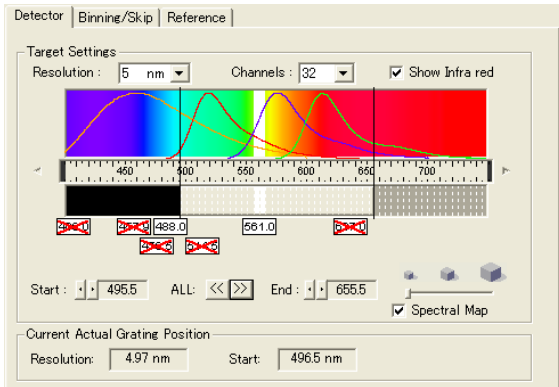 Detector Binning/Skip Reference
Target Settings
Resolution : 5 nm Channels : 32 Show Infra red
450 500 550 600 650 700
488.0 561.0
Start : 495.5 ALL: << >> End : 655.5
Spectral Map
Current Actual Grating Position
Resolution: 4.97 nm Start: 496.5 nm